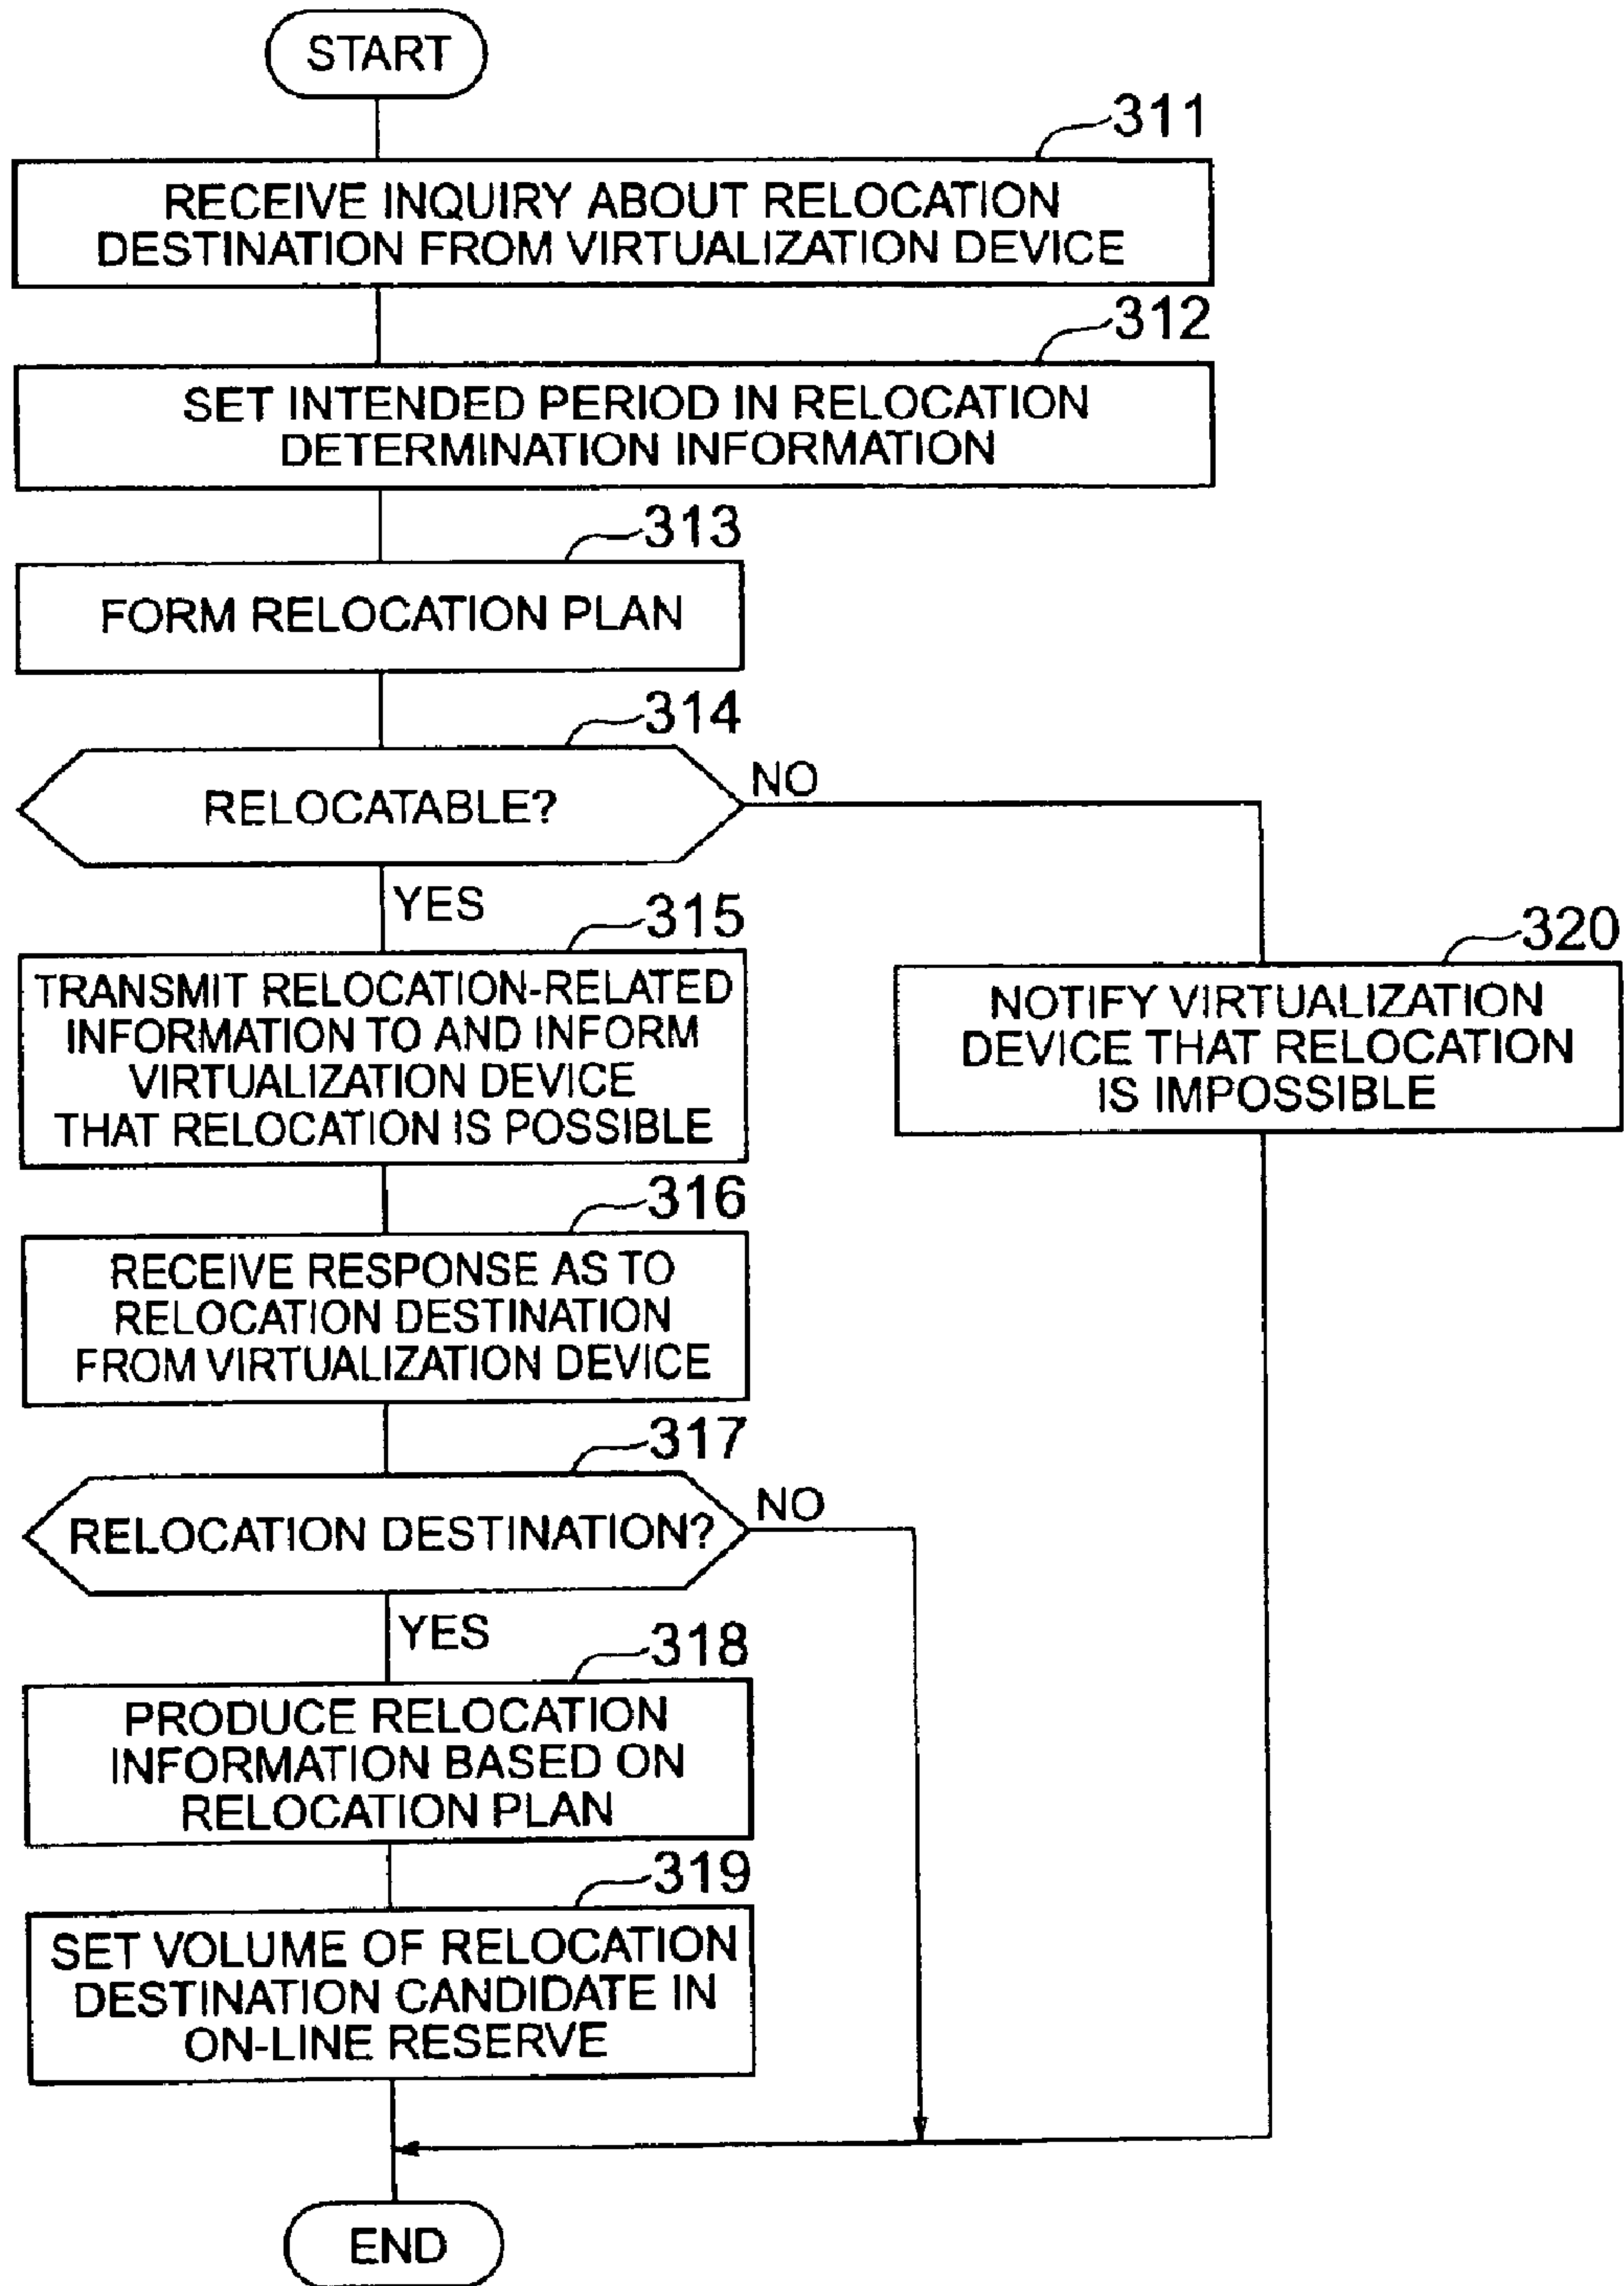 START
311
RECEIVE INQUIRY ABOUT RELOCATION
DESTINATION FROM VIRTUALIZATION DEVICE
312
SET INTENDED PERIOD IN RELOCATION
DETERMINATION INFORMATION
313
FORM RELOCATION PLAN
314
RELOCATABLE?
NO
YES
315
TRANSMIT RELOCATION-RELATED
INFORMATION TO AND INFORM
VIRTUALIZATION DEVICE
THAT RELOCATION IS POSSIBLE
320
NOTIFY VIRTUALIZATION
DEVICE THAT RELOCATION
IS IMPOSSIBLE
316
RECEIVE RESPONSE AS TO
RELOCATION DESTINATION
FROM VIRTUALIZATION DEVICE
317
RELOCATION DESTINATION?
NO
YES
318
PRODUCE RELOCATION
INFORMATION BASED ON
RELOCATION PLAN
319
SET VOLUME OF RELOCATION
DESTINATION CANDIDATE IN
ON-LINE RESERVE
END